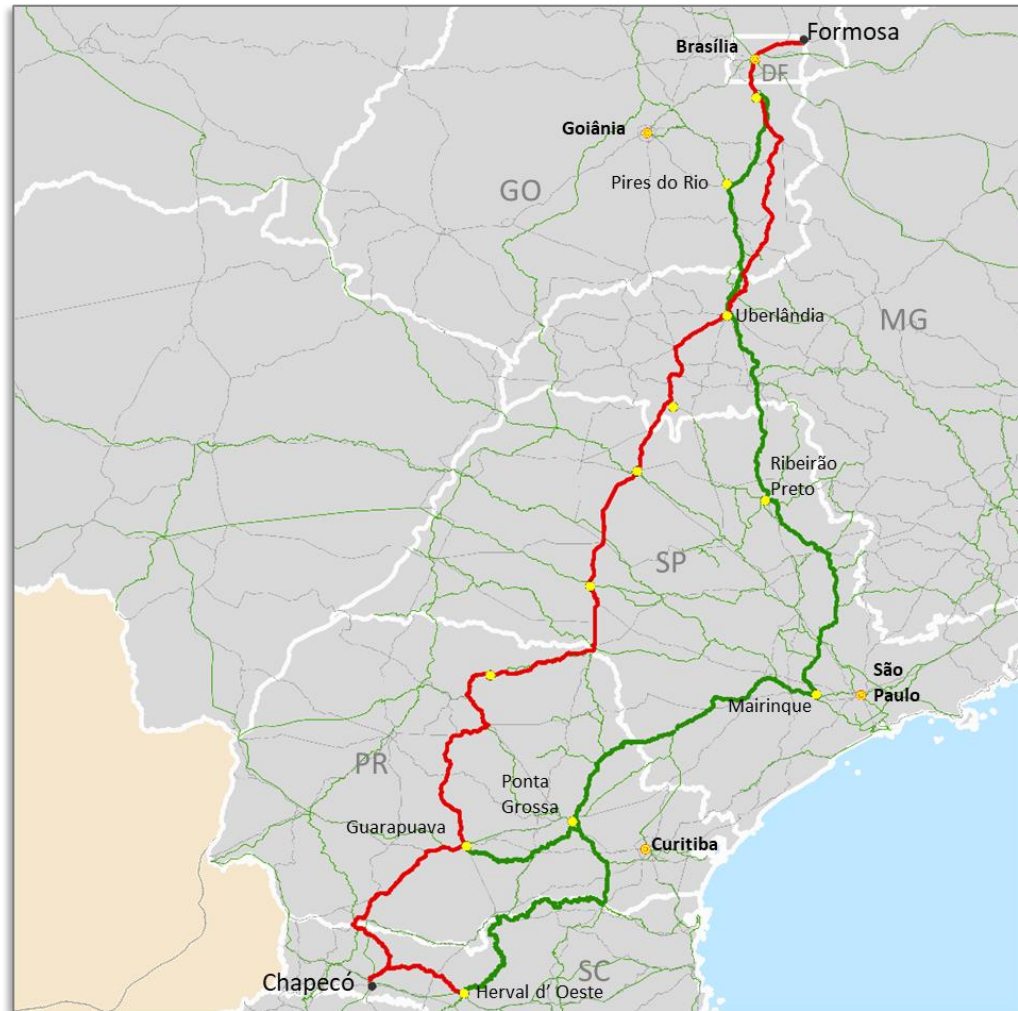 Formosa
Brasília
DF
Goiânia
Pires do Rio
GO
Uberlândia
MG
Ribeirão
Preto
SP
São
Paulo
Mairinque
PR
Ponta
Grossa
Guarapuava
Curitiba
Chapecó
SC
Herval d' Oeste